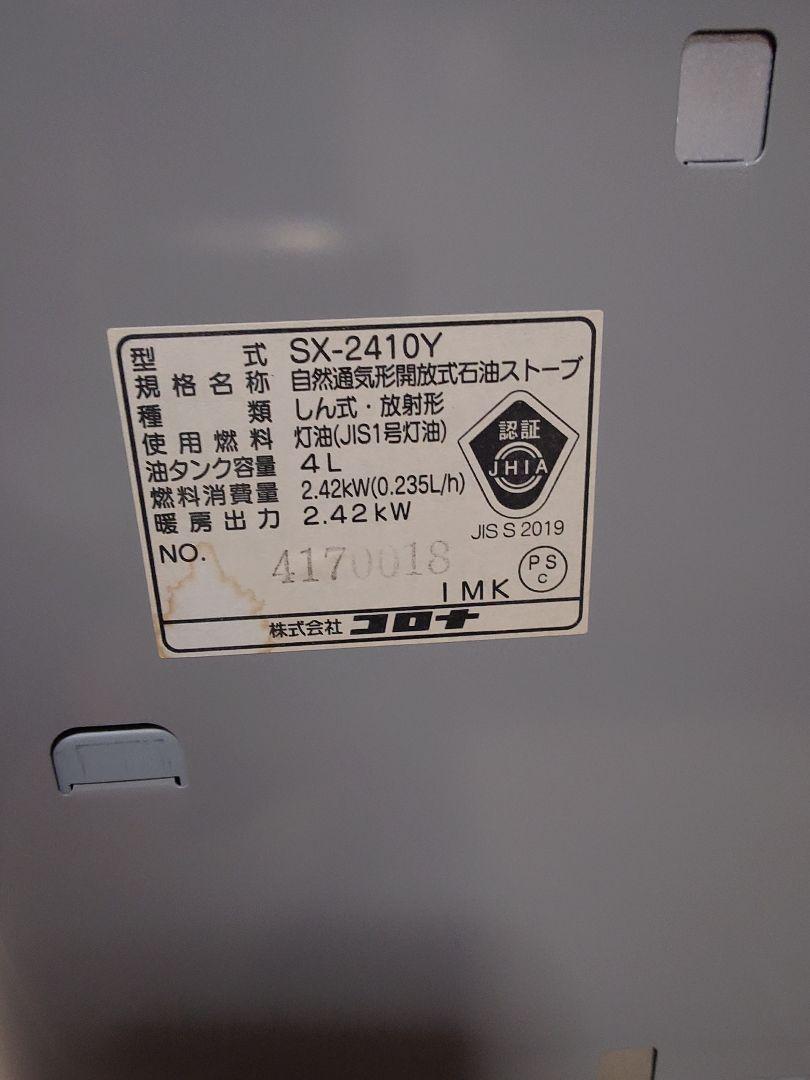 型式 SX-2410Y
規格名称 自然通気形開放式石油ストーブ
種類 しん式・放射形
使用燃料 灯油(JIS1号灯油)
油タンク容量 4L
燃料消費量 2.42kW(0.235L/h)
暖房出力 2.42kW
認証
JHIA
JIS S 2019
NO. 4170018
PS
C
IMK
株式会社 コロナ